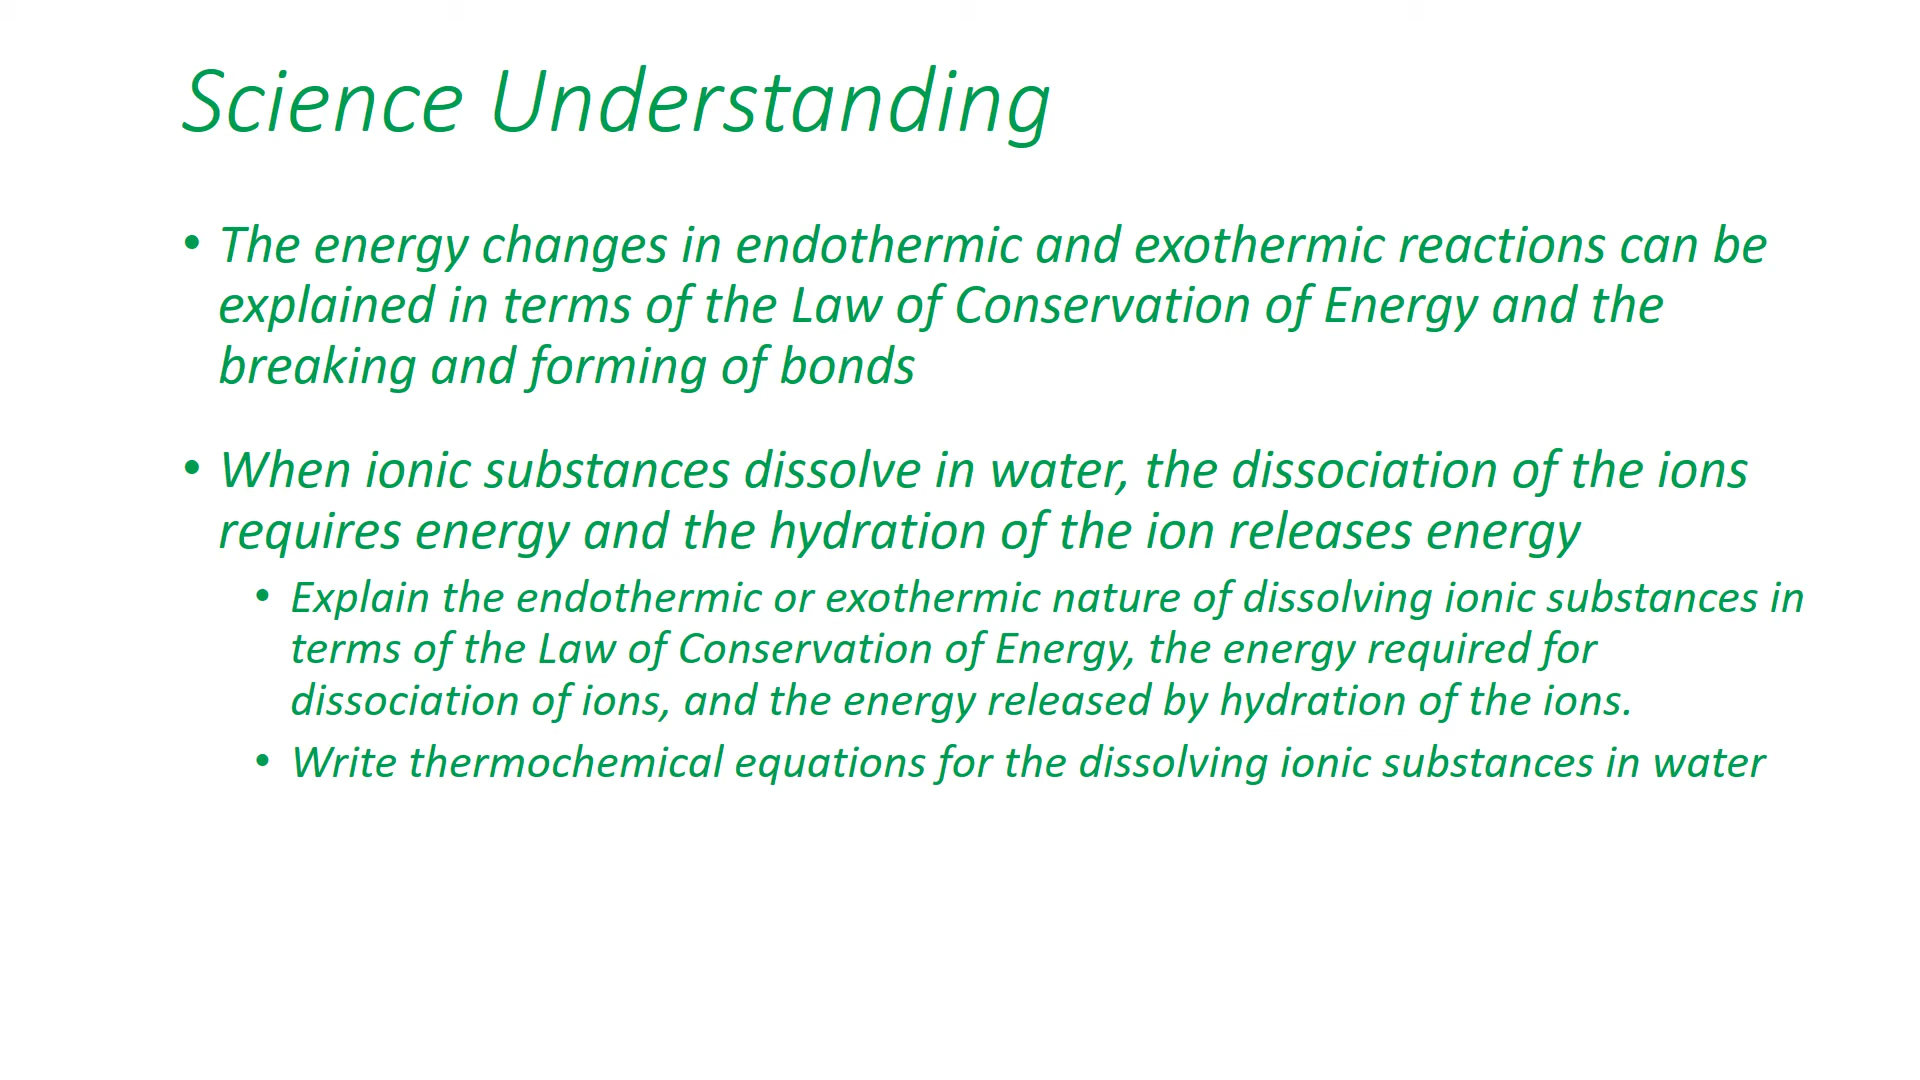 Science Understanding
• The energy changes in endothermic and exothermic reactions can be
explained in terms of the Law of Conservation of Energy and the
breaking and forming of bonds
• When ionic substances dissolve in water, the dissociation of the ions
requires energy and the hydration of the ion releases energy
• Explain the endothermic or exothermic nature of dissolving ionic substances in
terms of the Law of Conservation of Energy, the energy required for
dissociation of ions, and the energy released by hydration of the ions.
• Write thermochemical equations for the dissolving ionic substances in water